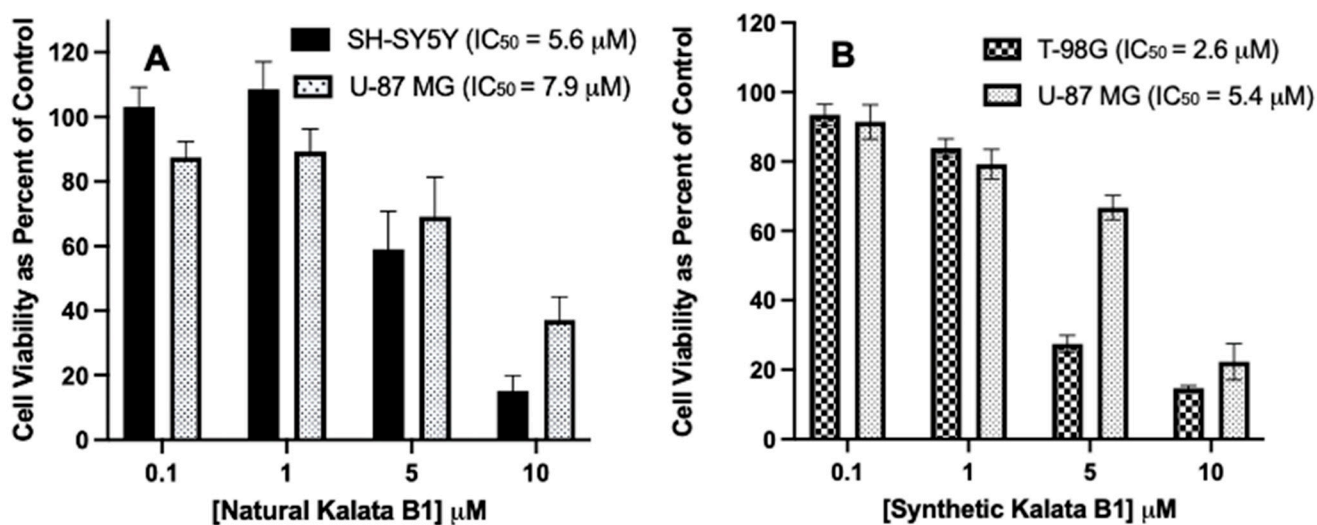 A
SH-SY5Y (IC50 = 5.6 μM)
U-87 MG (IC50 = 7.9 μM)
Cell Viability as Percent of Control
120
100
80
60
40
20
0
0.1 1 5 10
[Natural Kalata B1] μM
B
T-98G (IC50 = 2.6 μM)
U-87 MG (IC50 = 5.4 μM)
Cell Viability as Percent of Control
120
100
80
60
40
20
0
0.1 1 5 10
[Synthetic Kalata B1] μM